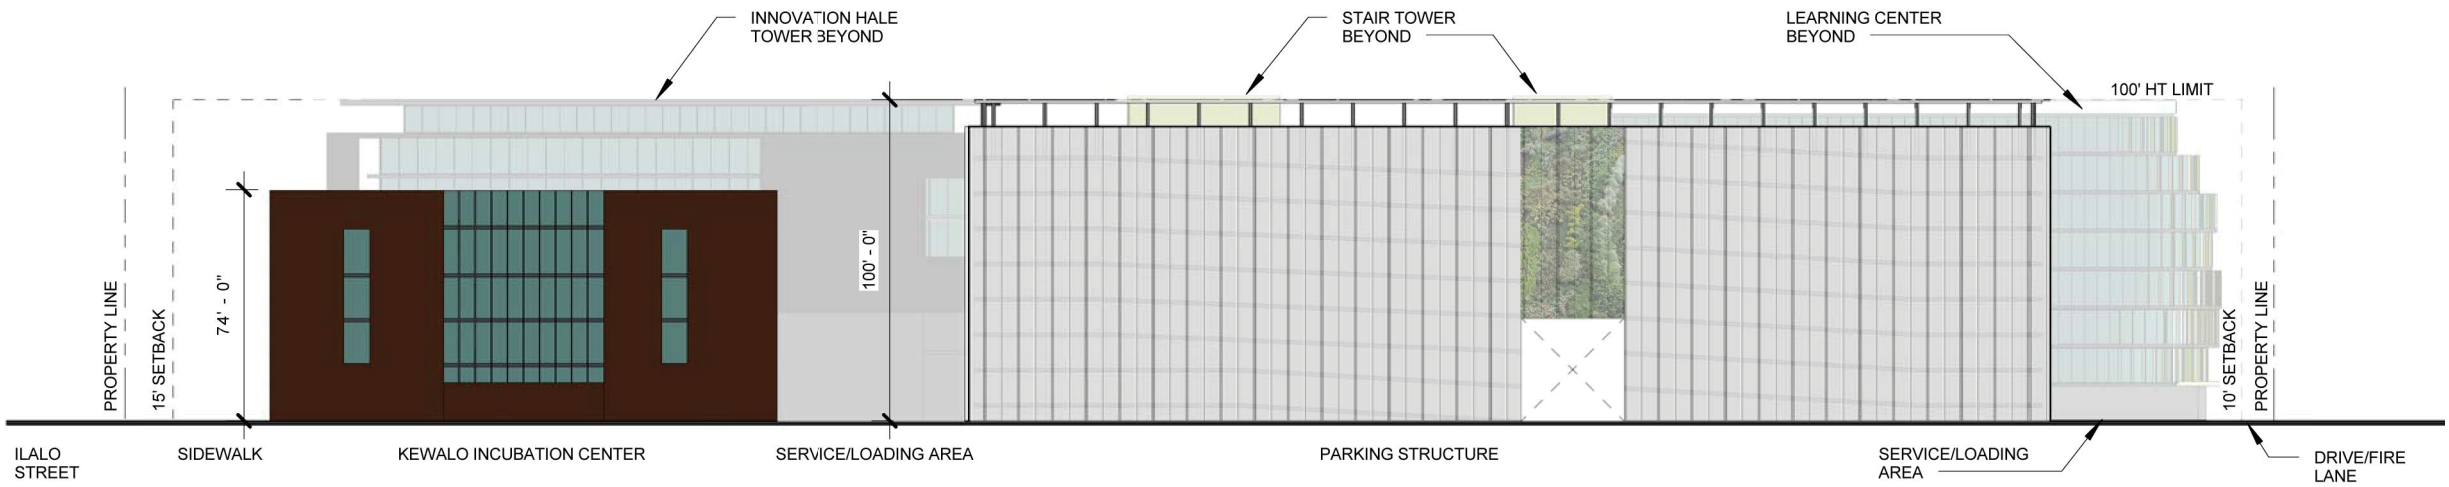 INNOVATION HALE
TOWER BEYOND
STAIR TOWER
BEYOND
LEARNING CENTER
BEYOND
100' HT LIMIT
PROPERTY LINE
15' SETBACK
74' - 0"
100' - 0"
10' SETBACK
PROPERTY LINE
ILALO
STREET
SIDEWALK
KEWALO INCUBATION CENTER
SERVICE/LOADING AREA
PARKING STRUCTURE
SERVICE/LOADING
AREA
DRIVE/FIRE
LANE